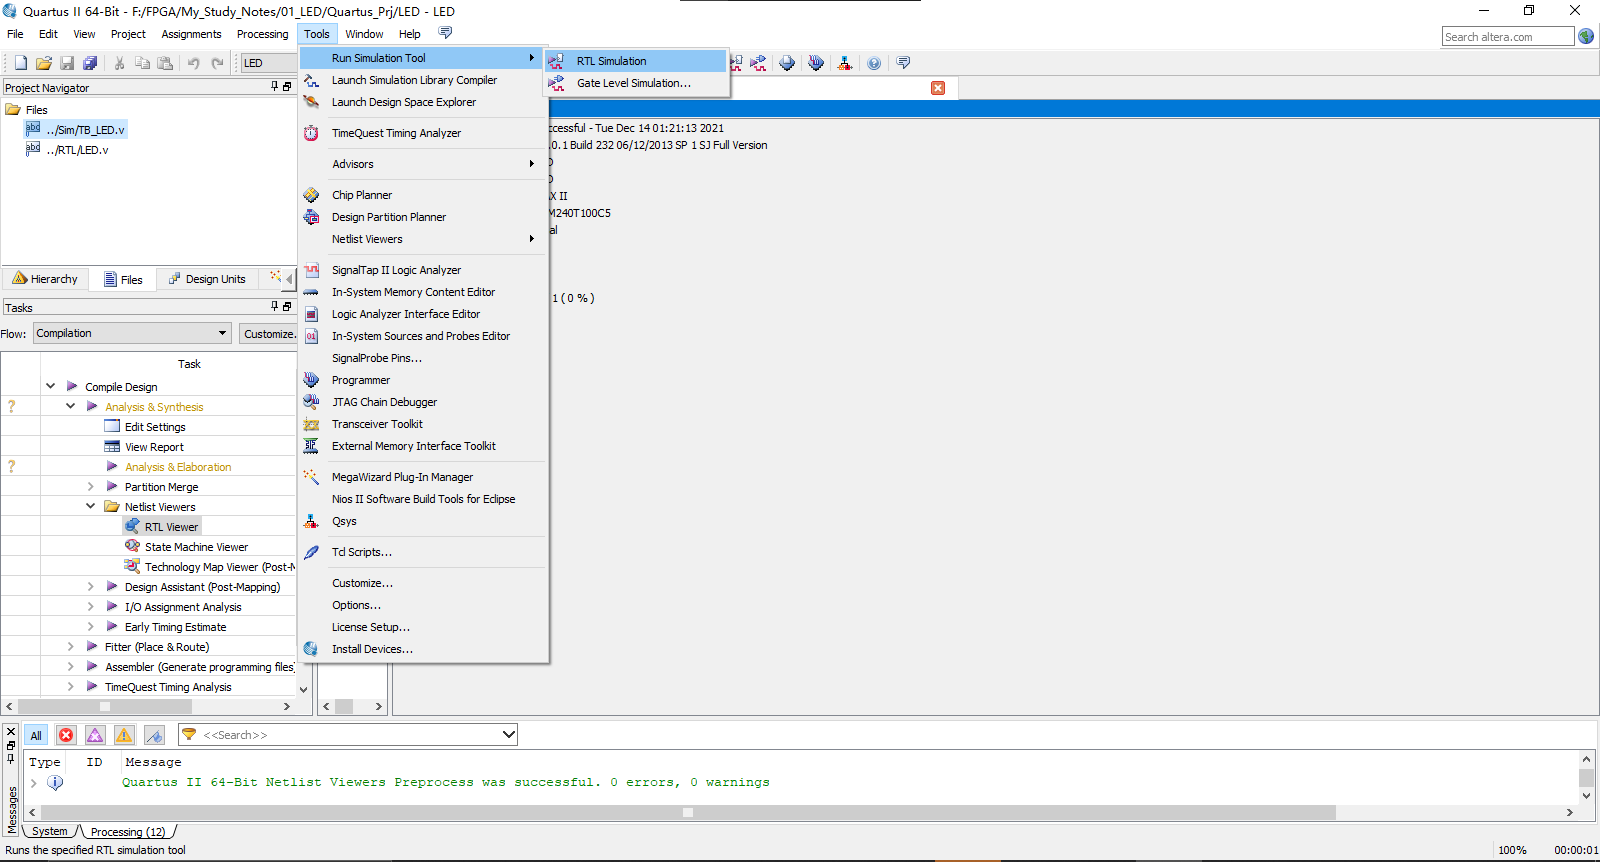 Quartus II 64-Bit - F:/FPGA/My_Study_Notes/01_LED/Quartus_Prj/LED - LED
File Edit View Project Assignments Processing Tools Window Help
Search altera.com
LED
Run Simulation Tool
RTL Simulation
Gate Level Simulation...
Launch Simulation Library Compiler
Launch Design Space Explorer
TimeQuest Timing Analyzer
Advisors
Chip Planner
Design Partition Planner
Netlist Viewers
SignalTap II Logic Analyzer
In-System Memory Content Editor
Logic Analyzer Interface Editor
In-System Sources and Probes Editor
SignalProbe Pins...
Programmer
JTAG Chain Debugger
Transceiver Toolkit
External Memory Interface Toolkit
MegaWizard Plug-In Manager
Nios II Software Build Tools for Eclipse
Qsys
Tcl Scripts...
Customize...
Options...
License Setup...
Install Devices...
Project Navigator
Files
abc ../Sim/TB_LED.v
abc ../RTL/LED.v
Hierarchy Files Design Units
Tasks
Flow: Compilation Customize.
Task
Compile Design
? Analysis & Synthesis
Edit Settings
View Report
? Analysis & Elaboration
Partition Merge
Netlist Viewers
RTL Viewer
State Machine Viewer
Technology Map Viewer (Post-M
Design Assistant (Post-Mapping)
I/O Assignment Analysis
Early Timing Estimate
Fitter (Place & Route)
Assembler (Generate programming files
TimeQuest Timing Analysis
ccessful - Tue Dec 14 01:21:13 2021
.0.1 Build 232 06/12/2013 SP 1 SJ Full Version
D
D
X II
M240T100C5
al
1 ( 0 % )
All <<Search>>
Type ID Message
Quartus II 64-Bit Netlist Viewers Preprocess was successful. 0 errors, 0 warnings
Messages
System Processing (12)
Runs the specified RTL simulation tool
100% 00:00:01